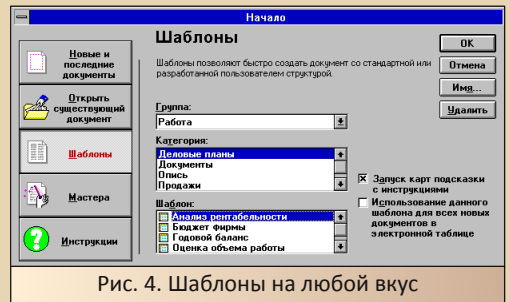 Начало
Новые и
последние
документы
Открыть
существующий
документ
Шаблоны
Мастера
Инструкции
Шаблоны
Шаблоны позволяют быстро создать документ со стандартной или
разработанной пользователем структурой.
Группа:
Работа
Категория:
Деловые планы
Документы
Опись
Продажи
Шаблон:
Анализ рентабельности
Бюджет фирмы
Годовой баланс
Оценка объема работы
OK
Отмена
Имя...
Удалить
Запуск карт подсказки
с инструкциями
Использование данного
шаблона для всех новых
документов в
электронной таблице
Рис. 4. Шаблоны на любой вкус